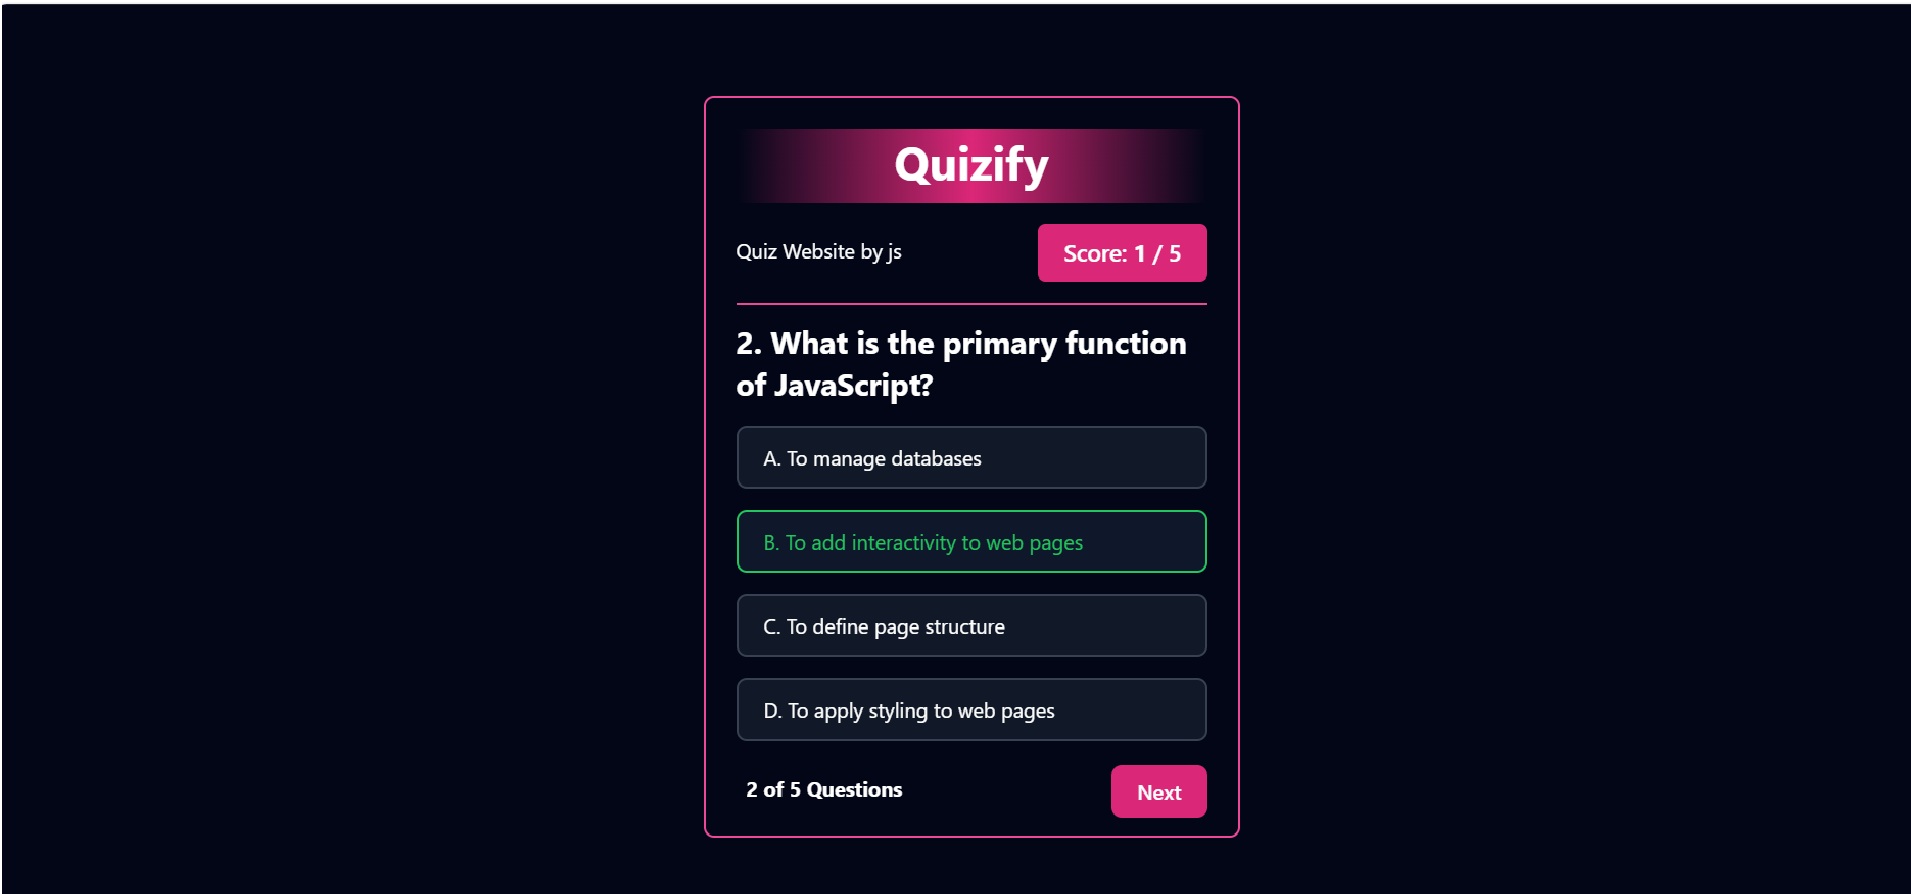 Quizify
Quiz Website by js
Score: 1 / 5
2. What is the primary function
of JavaScript?
A. To manage databases
B. To add interactivity to web pages
C. To define page structure
D. To apply styling to web pages
2 of 5 Questions
Next